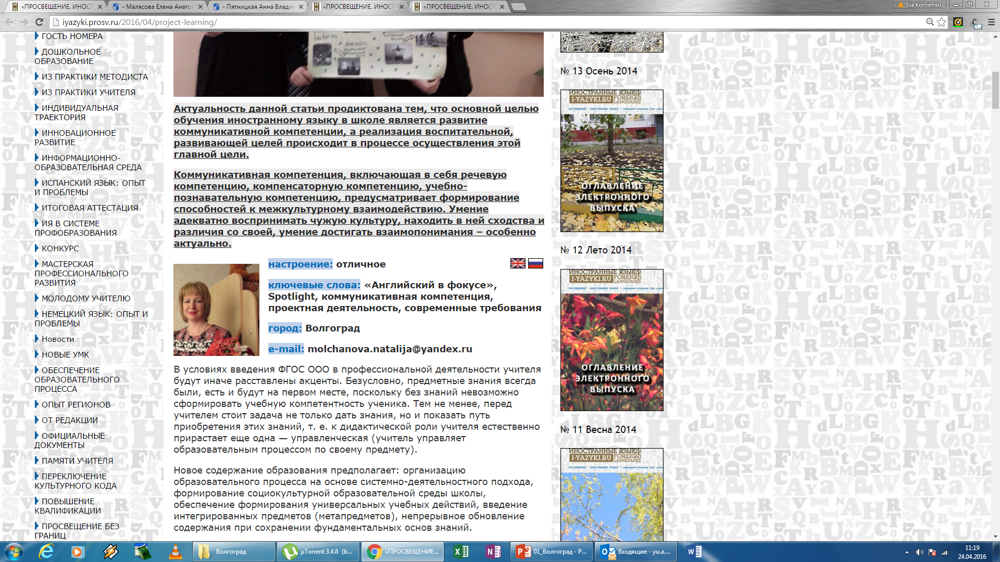 «ПРОСВЕЩЕНИЕ. ИНОСТ
- Малясова Елена Анатол
- Пятницкая Анна Влади
«ПРОСВЕЩЕНИЕ. ИНОСТ
«ПРОСВЕЩЕНИЕ. ИНОСТ
Ilia Kornienko
iyazyki.prosv.ru/2016/04/project-learning/
off
ГОСТЬ НОМЕРА
ДОШКОЛЬНОЕ
ОБРАЗОВАНИЕ
ИЗ ПРАКТИКИ МЕТОДИСТА
ИЗ ПРАКТИКИ УЧИТЕЛЯ
ИНДИВИДУАЛЬНАЯ
ТРАЕКТОРИЯ
ИННОВАЦИОННОЕ
РАЗВИТИЕ
ИНФОРМАЦИОННО-
ОБРАЗОВАТЕЛЬНАЯ СРЕДА
ИСПАНСКИЙ ЯЗЫК: ОПЫТ
И ПРОБЛЕМЫ
ИТОГОВАЯ АТТЕСТАЦИЯ
ИЯ В СИСТЕМЕ
ПРОФОБРАЗОВАНИЯ
КОНКУРС
МАСТЕРСКАЯ
ПРОФЕССИОНАЛЬНОГО
РАЗВИТИЯ
МОЛОДОМУ УЧИТЕЛЮ
НЕМЕЦКИЙ ЯЗЫК: ОПЫТ И
ПРОБЛЕМЫ
Новости
НОВЫЕ УМК
ОБЕСПЕЧЕНИЕ
ОБРАЗОВАТЕЛЬНОГО
ПРОЦЕССА
ОПЫТ РЕГИОНОВ
ОТ РЕДАКЦИИ
ОФИЦИАЛЬНЫЕ
ДОКУМЕНТЫ
ПАМЯТИ УЧИТЕЛЯ
ПЕРЕКЛЮЧЕНИЕ
КУЛЬТУРНОГО КОДА
ПОВЫШЕНИЕ
КВАЛИФИКАЦИИ
ПРОСВЕЩЕНИЕ БЕЗ
ГРАНИЦ
factories
decision:
Актуальность данной статьи продиктована тем, что основной целью
обучения иностранному языку в школе является развитие
коммуникативной компетенции, а реализация воспитательной,
развивающей целей происходит в процессе осуществления этой
главной цели.
Коммуникативная компетенция, включающая в себя речевую
компетенцию, компенсаторную компетенцию, учебно-
познавательную компетенцию, предусматривает формирование
способностей к межкультурному взаимодействию. Умение
адекватно воспринимать чужую культуру, находить в ней сходства и
различия со своей, умение достигать взаимопонимания – особенно
актуально.
настроение: отличное
ключевые слова: «Английский в фокусе»,
Spotlight, коммуникативная компетенция,
проектная деятельность, современные требования
город: Волгоград
e-mail: molchanova.natalija@yandex.ru
В условиях введения ФГОС ООО в профессиональной деятельности учителя
будут иначе расставлены акценты. Безусловно, предметные знания всегда
были, есть и будут на первом месте, поскольку без знаний невозможно
сформировать учебную компетентность ученика. Тем не менее, перед
учителем стоит задача не только дать знания, но и показать путь
приобретения этих знаний, т. е. к дидактической роли учителя естественно
прирастает еще одна — управленческая (учитель управляет
образовательным процессом по своему предмету).
Новое содержание образования предполагает: организацию
образовательного процесса на основе системно-деятельностного подхода,
формирование социокультурной образовательной среды школы,
обеспечение формирования универсальных учебных действий, введение
интегрированных предметов (метапредметов), непрерывное обновление
содержания при сохранении фундаментальных основ знаний.
№ 13 Осень 2014
ИНОСТРАННЫЕ ЯЗЫКИ
I-YAZYKI.RU FOREIGN
LANGUAGES
ОГЛАВЛЕНИЕ
ЭЛЕКТРОННОГО
ВЫПУСКА
№ 12 Лето 2014
ИНОСТРАННЫЕ ЯЗЫКИ
I-YAZYKI.RU FOREIGN
LANGUAGES
ОГЛАВЛЕНИЕ
ЭЛЕКТРОННОГО
ВЫПУСКА
№ 11 Весна 2014
ИНОСТРАННЫЕ ЯЗЫКИ
I-YAZYKI.RU FOREIGN
LANGUAGES
Волгоград
µTorrent 3.4.6 (b...
«ПРОСВЕЩЕНИЕ...
01_Волгоград - P...
Входящие - yu.a....
11:19
24.04.2016